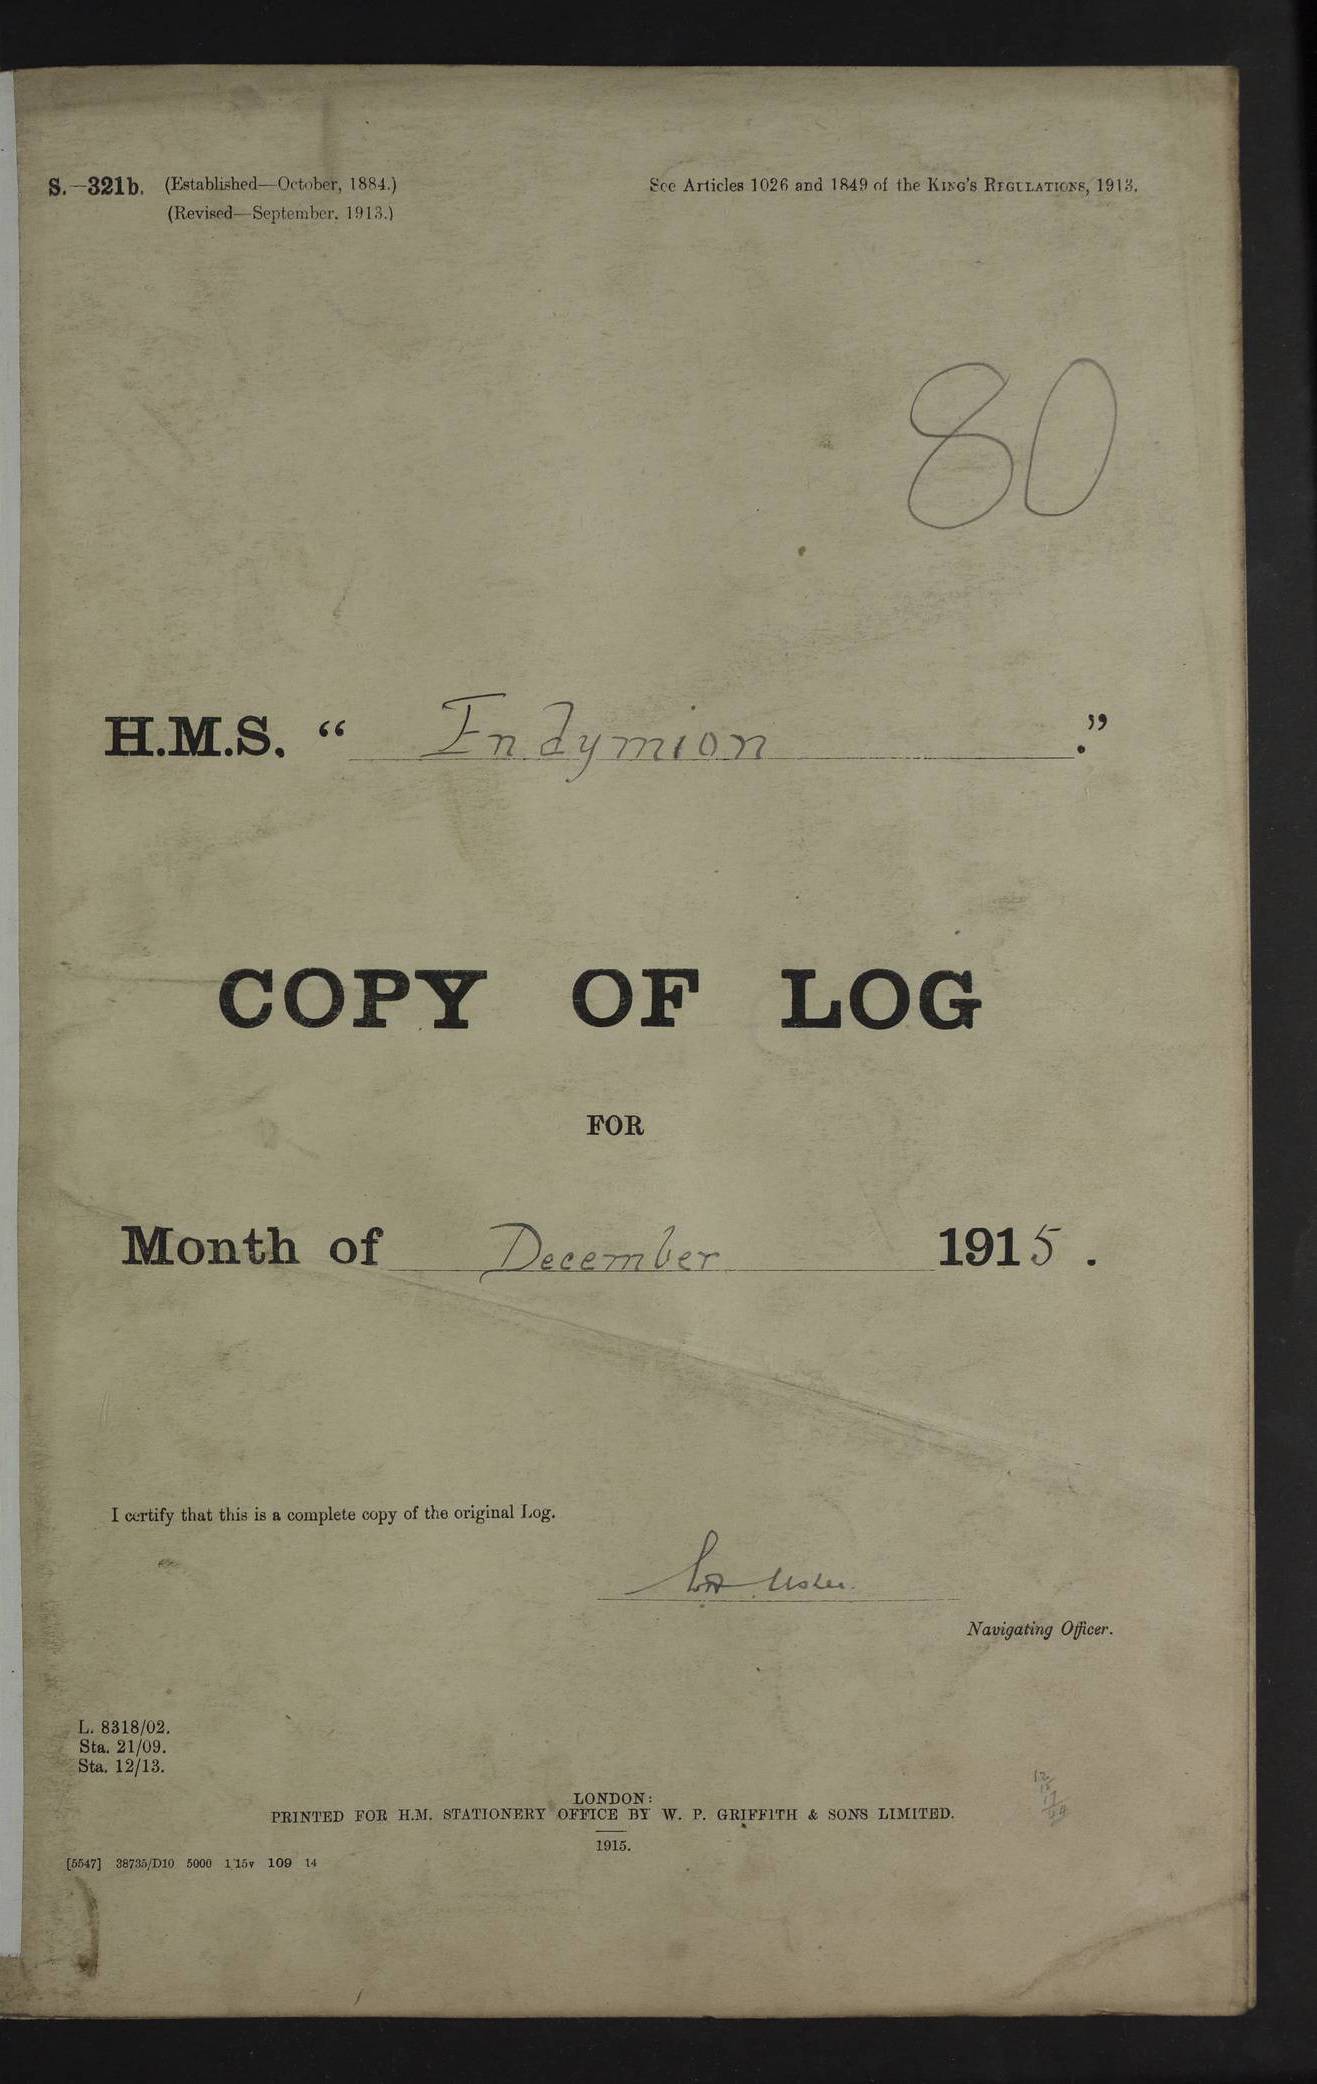 S.—321b. (Established—October, 1884.)
(Revised—September, 1913.)
See Articles 1026 and 1849 of the KING'S REGULATIONS, 1913.
80
H.M.S. “ Endymion .”
COPY OF LOG
FOR
Month of December 1915 .
I certify that this is a complete copy of the original Log.
Navigating Officer.
L. 8318/02.
Sta. 21/09.
Sta. 12/13.
LONDON:
PRINTED FOR H.M. STATIONERY OFFICE BY W. P. GRIFFITH & SONS LIMITED.
1915.
[5547] 38735/D10 5000 1/15v 109 14